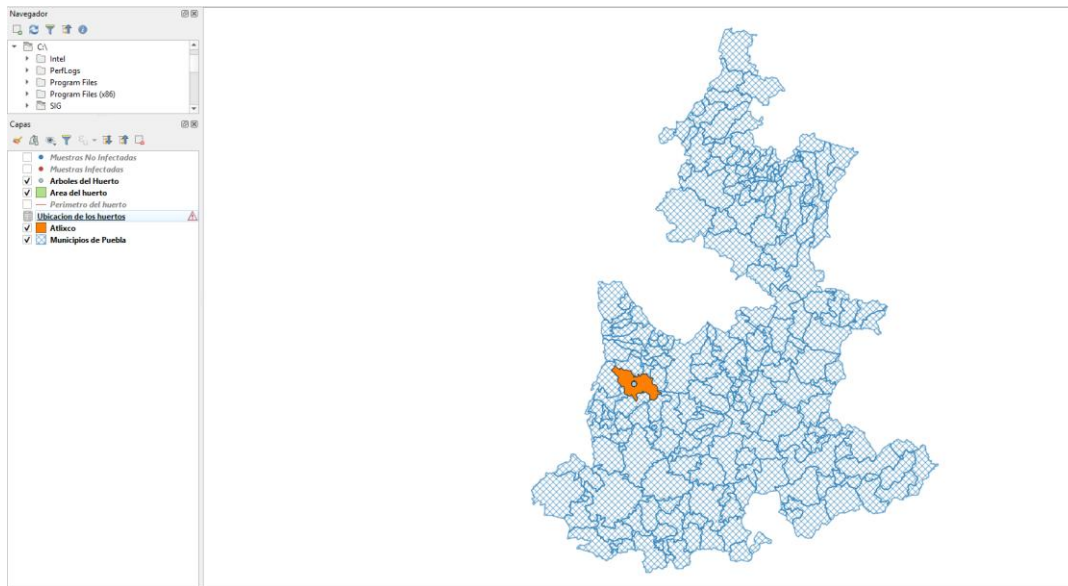 Navegador
C:\
Intel
PerfLogs
Program Files
Program Files (x86)
SIG
Capas
Muestras No Infectadas
Muestras Infectadas
Arboles del Huerto
Area del huerto
Perimetro del huerto
Ubicacion de los huertos
Atlixco
Municipios de Puebla